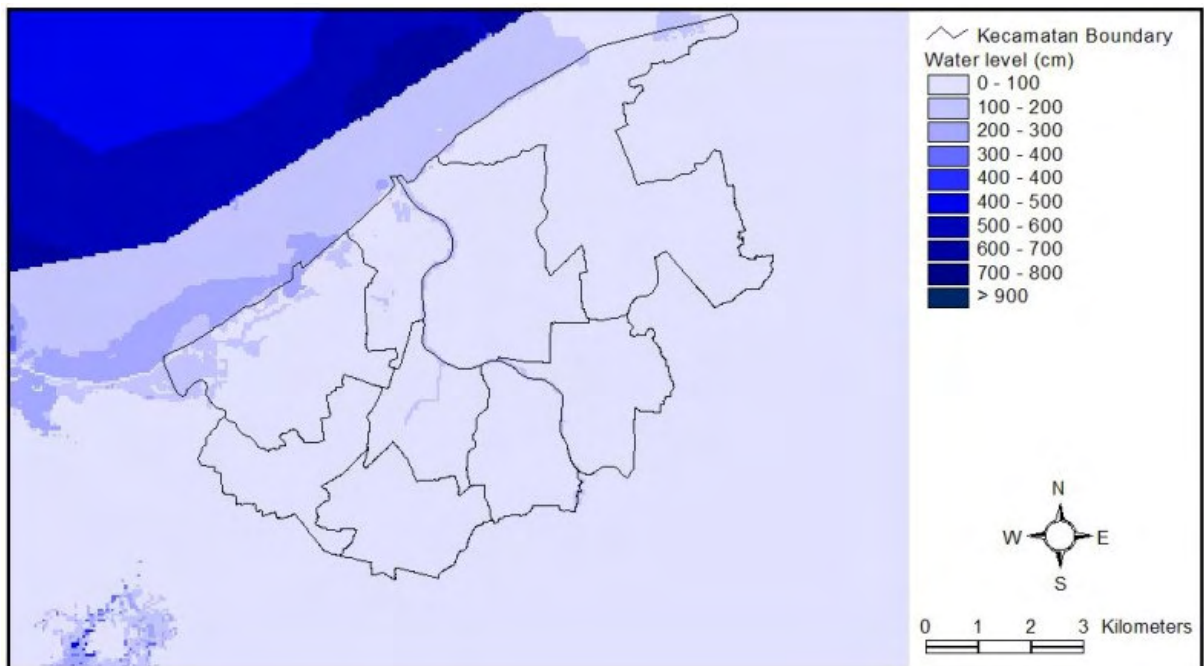 Kecamatan Boundary
Water level (cm)
0 - 100
100 - 200
200 - 300
300 - 400
400 - 400
400 - 500
500 - 600
600 - 700
700 - 800
> 900
N
W E
S
0 1 2 3 Kilometers